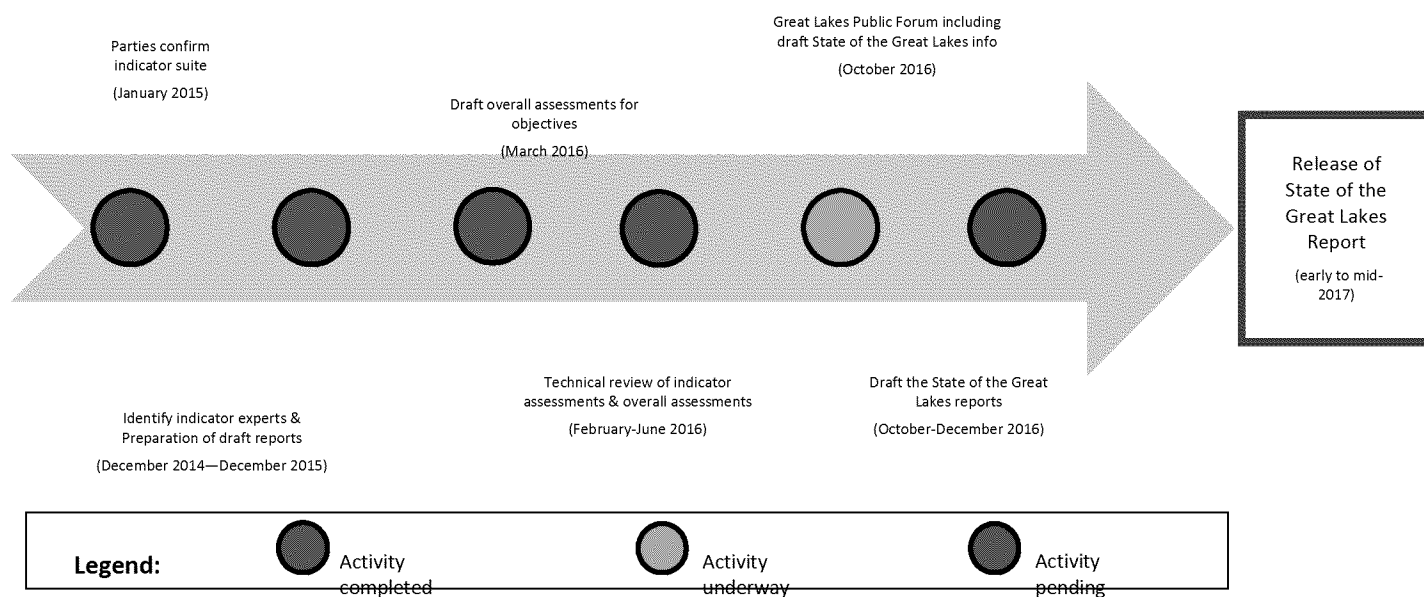 Parties confirm
indicator suite
(January 2015)
Draft overall assessments for
objectives
(March 2016)
Great Lakes Public Forum including
draft State of the Great Lakes info
(October 2016)
Release of
State of the
Great Lakes
Report
(early to mid-
2017)
Identify indicator experts &
Preparation of draft reports
(December 2014—December 2015)
Technical review of indicator
assessments & overall assessments
(February-June 2016)
Draft the State of the Great
Lakes reports
(October-December 2016)
Legend:
Activity
completed
Activity
underway
Activity
pending